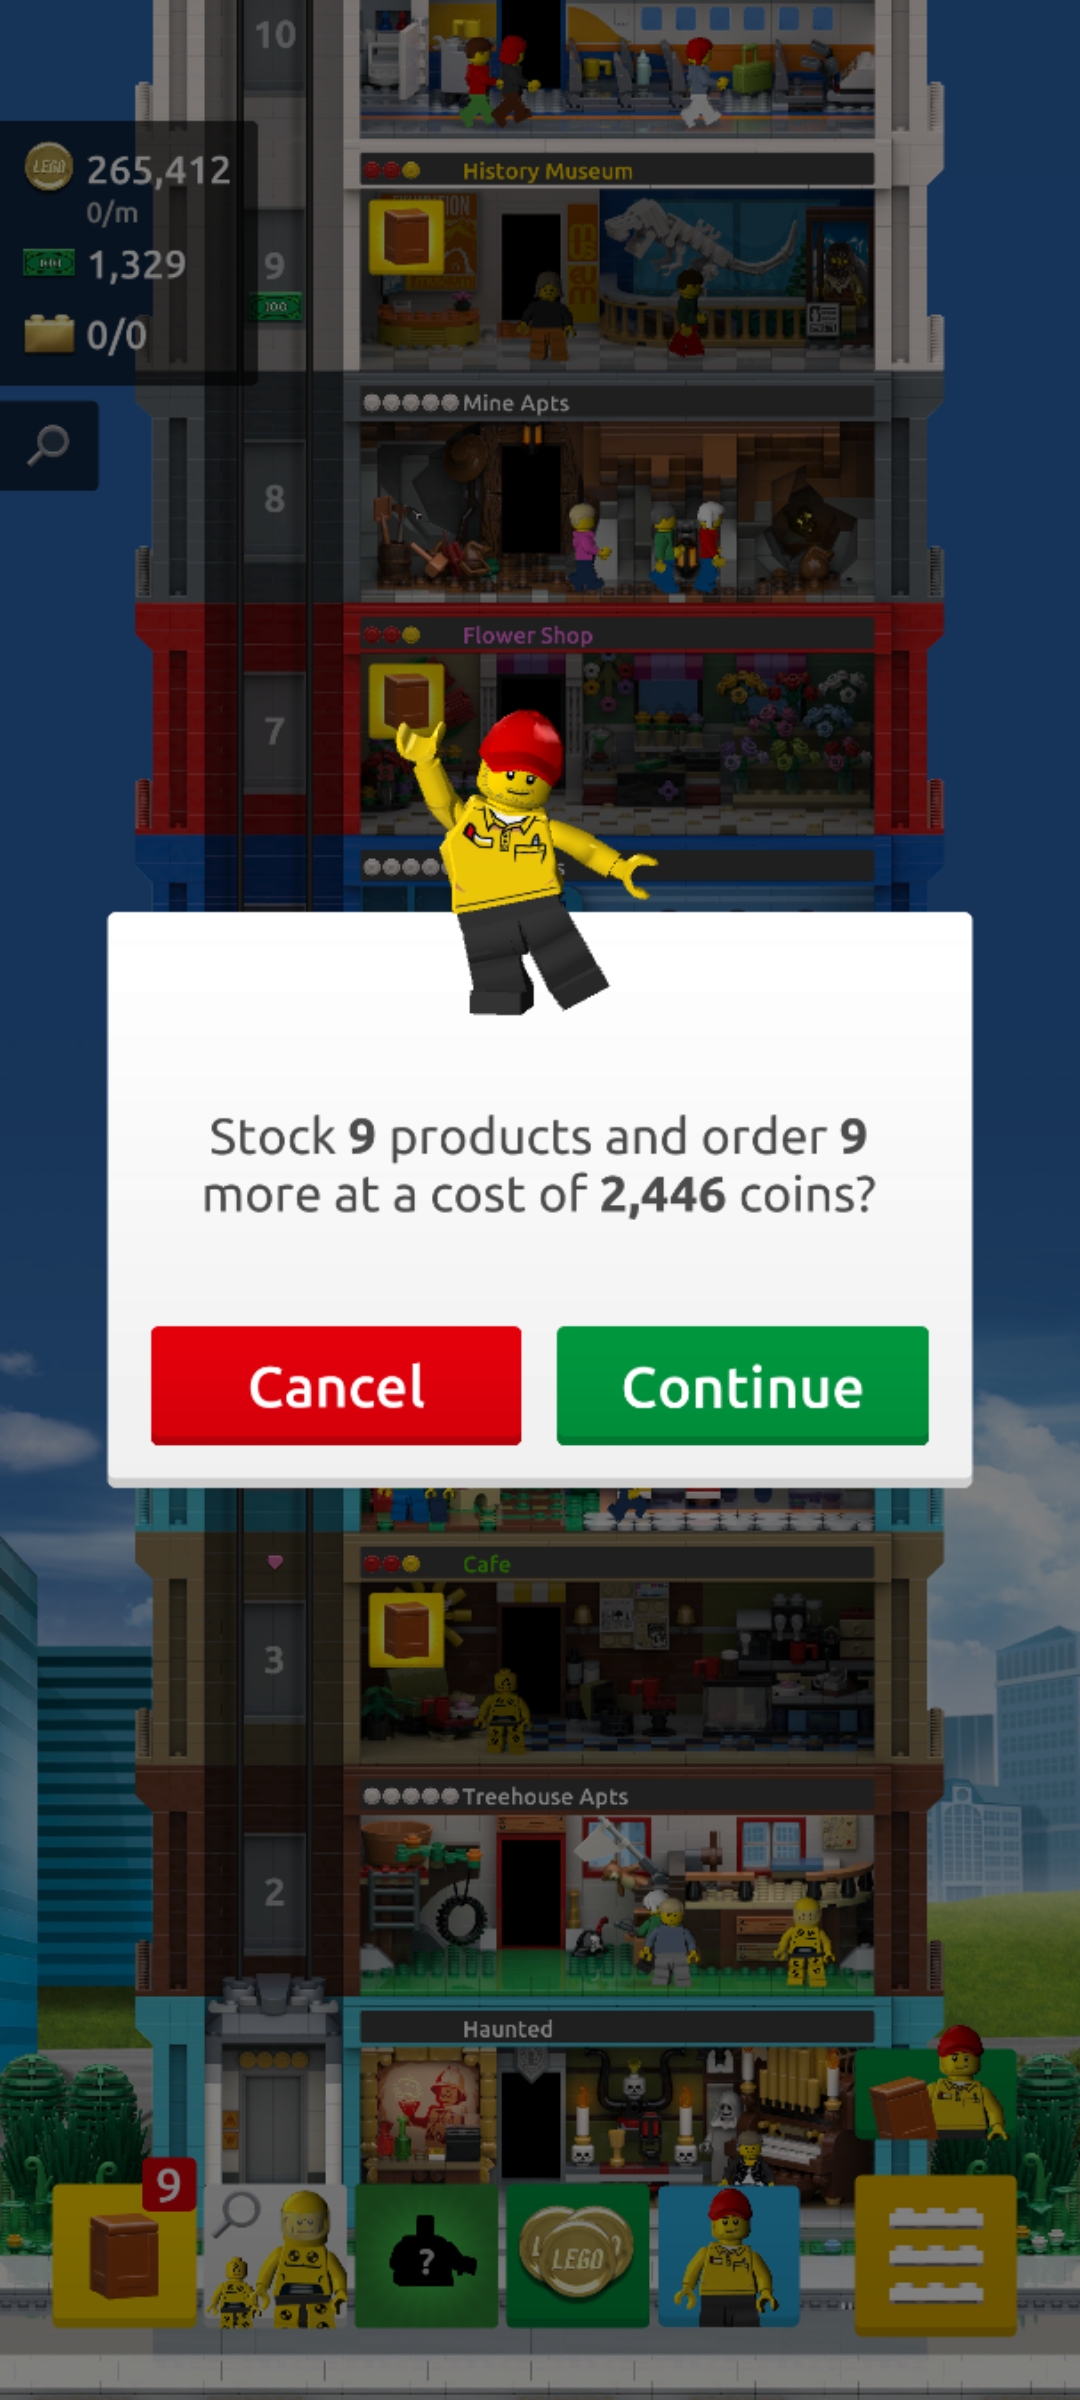 10
LEGO 265,412
0/m
1,329
0/0
History Museum
9
100
Mine Apts
8
Flower Shop
7
Stock 9 products and order 9
more at a cost of 2,446 coins?
Cancel
Continue
Cafe
3
Treehouse Apts
2
Haunted
9
?
LEGO